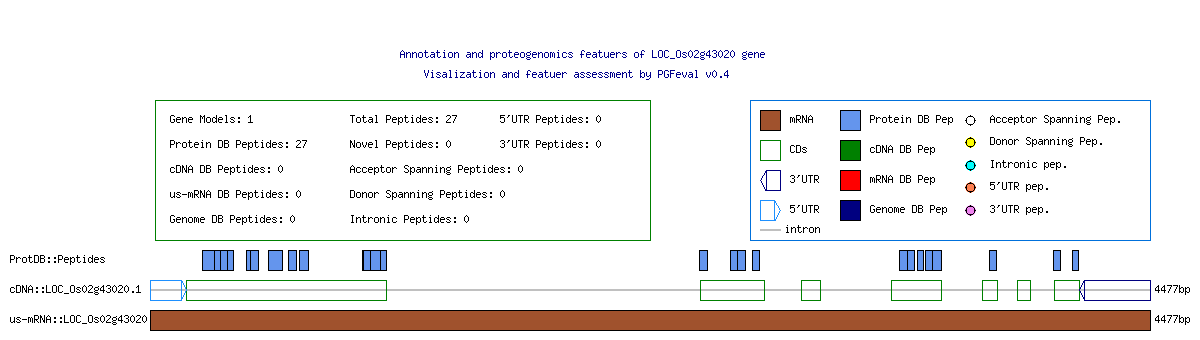 Annotation and proteogenomics featuers of LOC_Os02g43020 gene
Visalization and featuer assessment by PGFeval v0.4
Gene Models: 1 Total Peptides: 27 5'UTR Peptides: 0
Protein DB Peptides: 27 Novel Peptides: 0 3'UTR Peptides: 0
cDNA DB Peptides: 0 Acceptor Spanning Peptides: 0
us-mRNA DB Peptides: 0 Donor Spanning Peptides: 0
Genome DB Peptides: 0 Intronic Peptides: 0
mRNA Protein DB Pep Acceptor Spanning Pep.
CDs cDNA DB Pep Donor Spanning Pep.
3'UTR mRNA DB Pep Intronic pep.
5'UTR Genome DB Pep 5'UTR pep.
intron 3'UTR pep.
ProtDB::Peptides
cDNA::LOC_Os02g43020.1 4477bp
us-mRNA::LOC_Os02g43020 4477bp